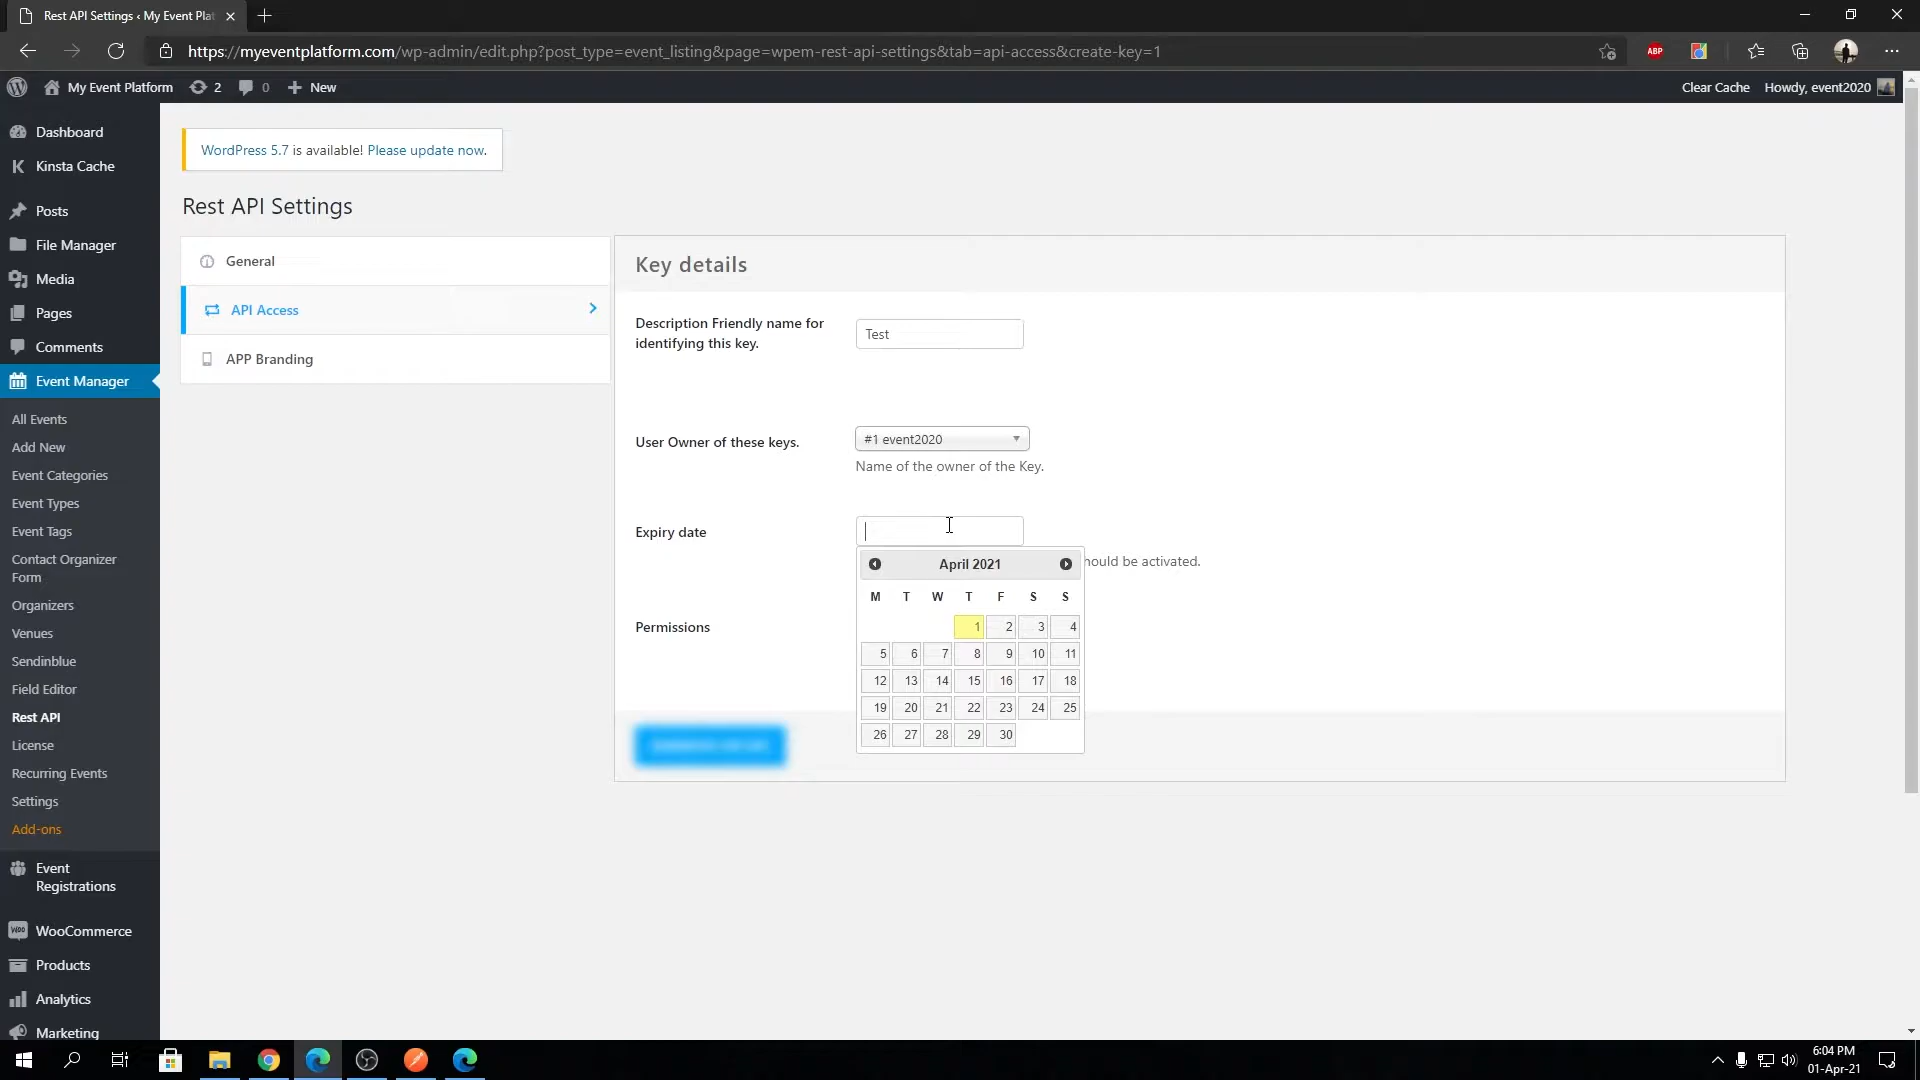 Rest API Settings ‹ My Event Plat
https://myeventplatform.com/wp-admin/edit.php?post_type=event_listing&page=wpem-rest-api-settings&tab=api-access&create-key=1
ABP
My Event Platform
2
0
New
Clear Cache
Howdy, event2020
Dashboard
Kinsta Cache
Posts
File Manager
Media
Pages
Comments
Event Manager
All Events
Add New
Event Categories
Event Types
Event Tags
Contact Organizer
Form
Organizers
Venues
Sendinblue
Field Editor
Rest API
License
Recurring Events
Settings
Add-ons
Event
Registrations
WooCommerce
Products
Analytics
Marketing
WordPress 5.7 is available! Please update now.
Rest API Settings
General
API Access
APP Branding
Key details
Description Friendly name for
identifying this key.
Test
User Owner of these keys.
#1 event2020
Name of the owner of the Key.
Expiry date
should be activated.
April 2021
M T W T F S S
1 2 3 4
5 6 7 8 9 10 11
12 13 14 15 16 17 18
19 20 21 22 23 24 25
26 27 28 29 30
Permissions
6:04 PM
01-Apr-21